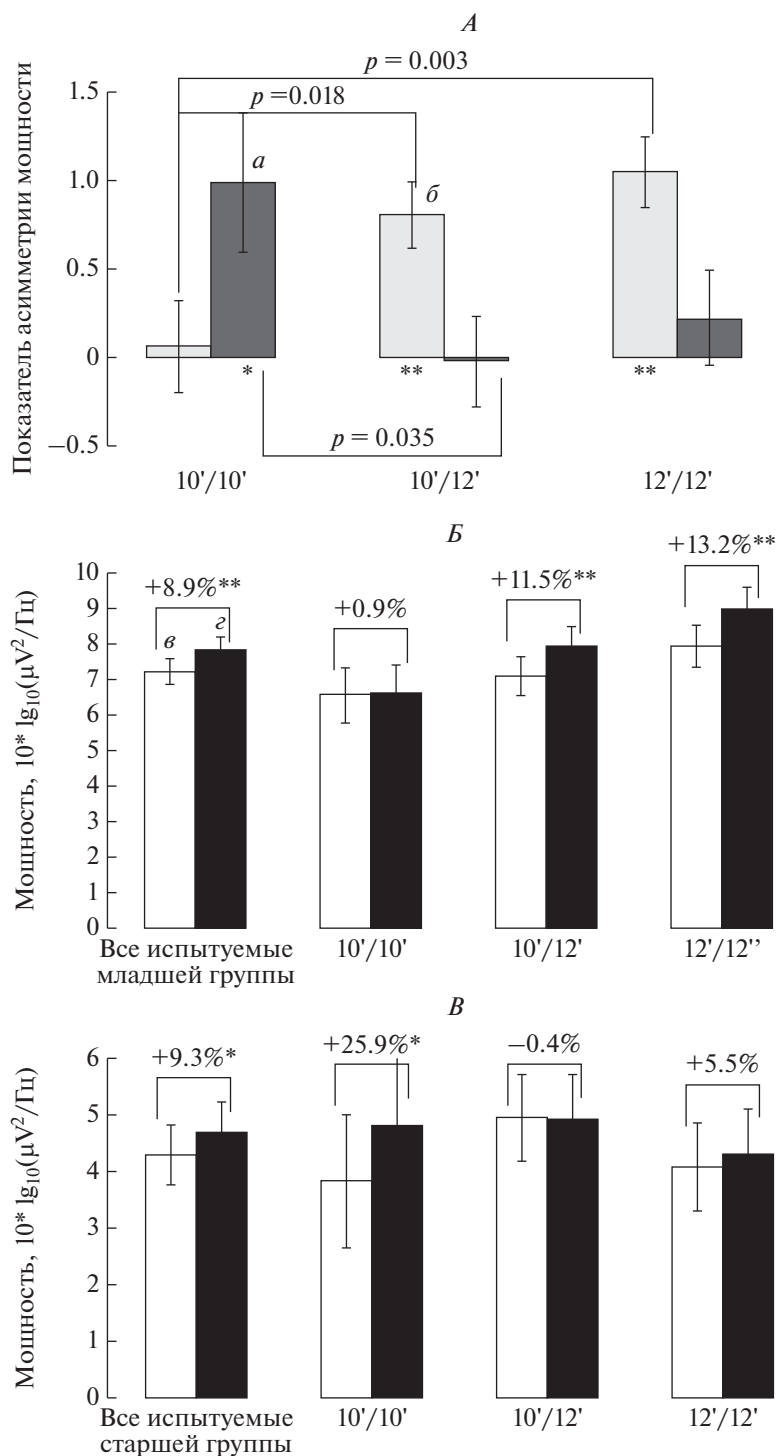 А
p = 0.003
p =0.018
1.5
1.0
0.5
0
−0.5
Показатель асимметрии мощности
а
б
*
**
**
p = 0.035
10'/10'
10'/12'
12'/12'
Б
+8.9%**
+0.9%
+11.5%**
+13.2%**
10
9
8
7
6
5
4
3
2
1
0
Мощность, 10* lg10(μV²/Гц)
в
г
Все испытуемые
младшей группы
10'/10'
10'/12'
12'/12’’
В
+9.3%*
+25.9%*
−0.4%
+5.5%
6
5
4
3
2
1
0
Мощность, 10* lg10(μV²/Гц)
Все испытуемые
старшей группы
10'/10'
10'/12'
12'/12'